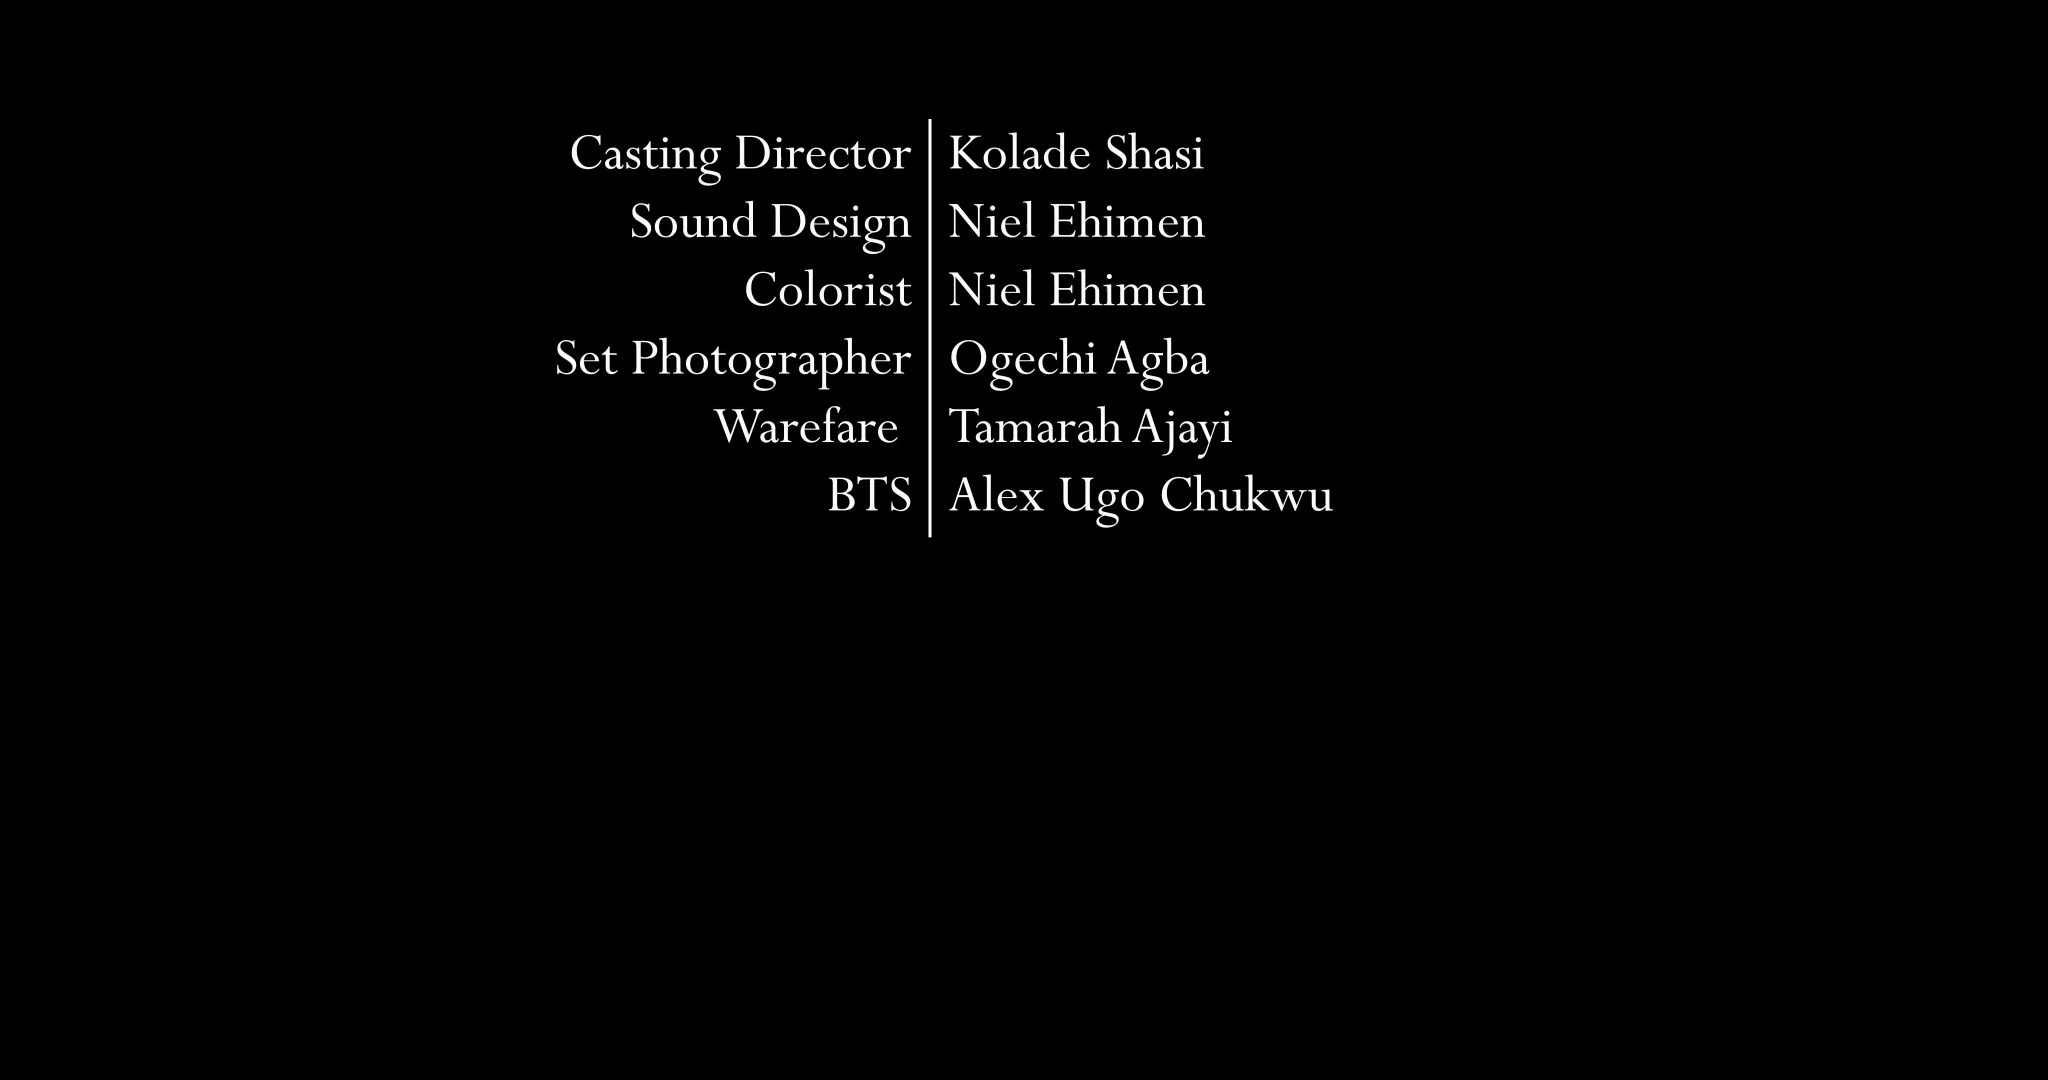 Casting Director Kolade Shasi
Sound Design Niel Ehimen
Colorist Niel Ehimen
Set Photographer Ogechi Agba
Warefare Tamarah Ajayi
BTS Alex Ugo Chukwu